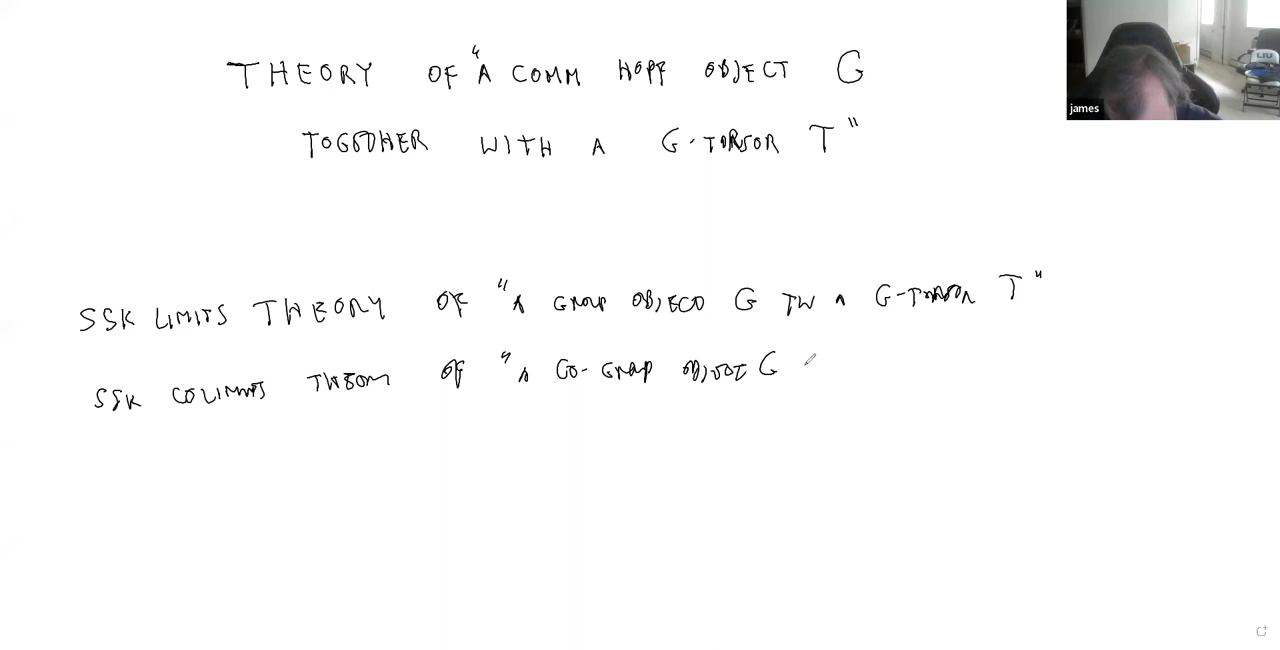 THEORY OF "A COMM HOPF OBJECT G
TOGETHER WITH A G-TORSOR T"
SSK LIMITS THEORY OF "A GROUP OBJECT G TW A G-TORSOR T"
SSK COLIMITS THEORY OF "A CO-GROUP OBJECT G
james
LIU